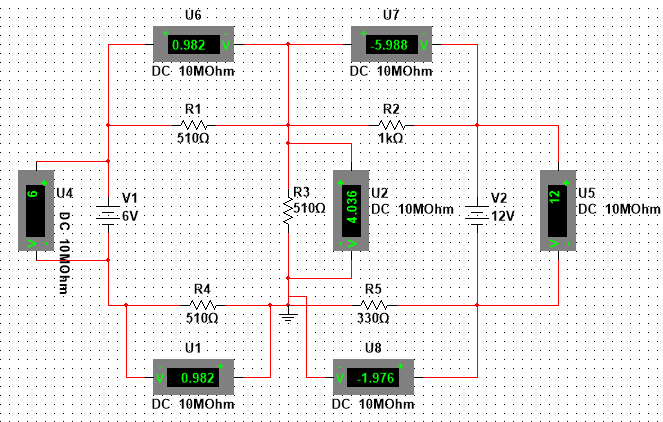 U6
+ 0.982 - V
DC 10MOhm
U7
+ -5.988 - V
DC 10MOhm
R1
510Ω
R2
1kΩ
U4
+ 6 - V
DC 10MOhm
V1
6V
R3
510Ω
U2
+ 4.036 - V
DC 10MOhm
V2
12V
U5
+ 12 - V
DC 10MOhm
R4
510Ω
R5
330Ω
U1
- V 0.982 +
DC 10MOhm
U8
- V -1.976 +
DC 10MOhm